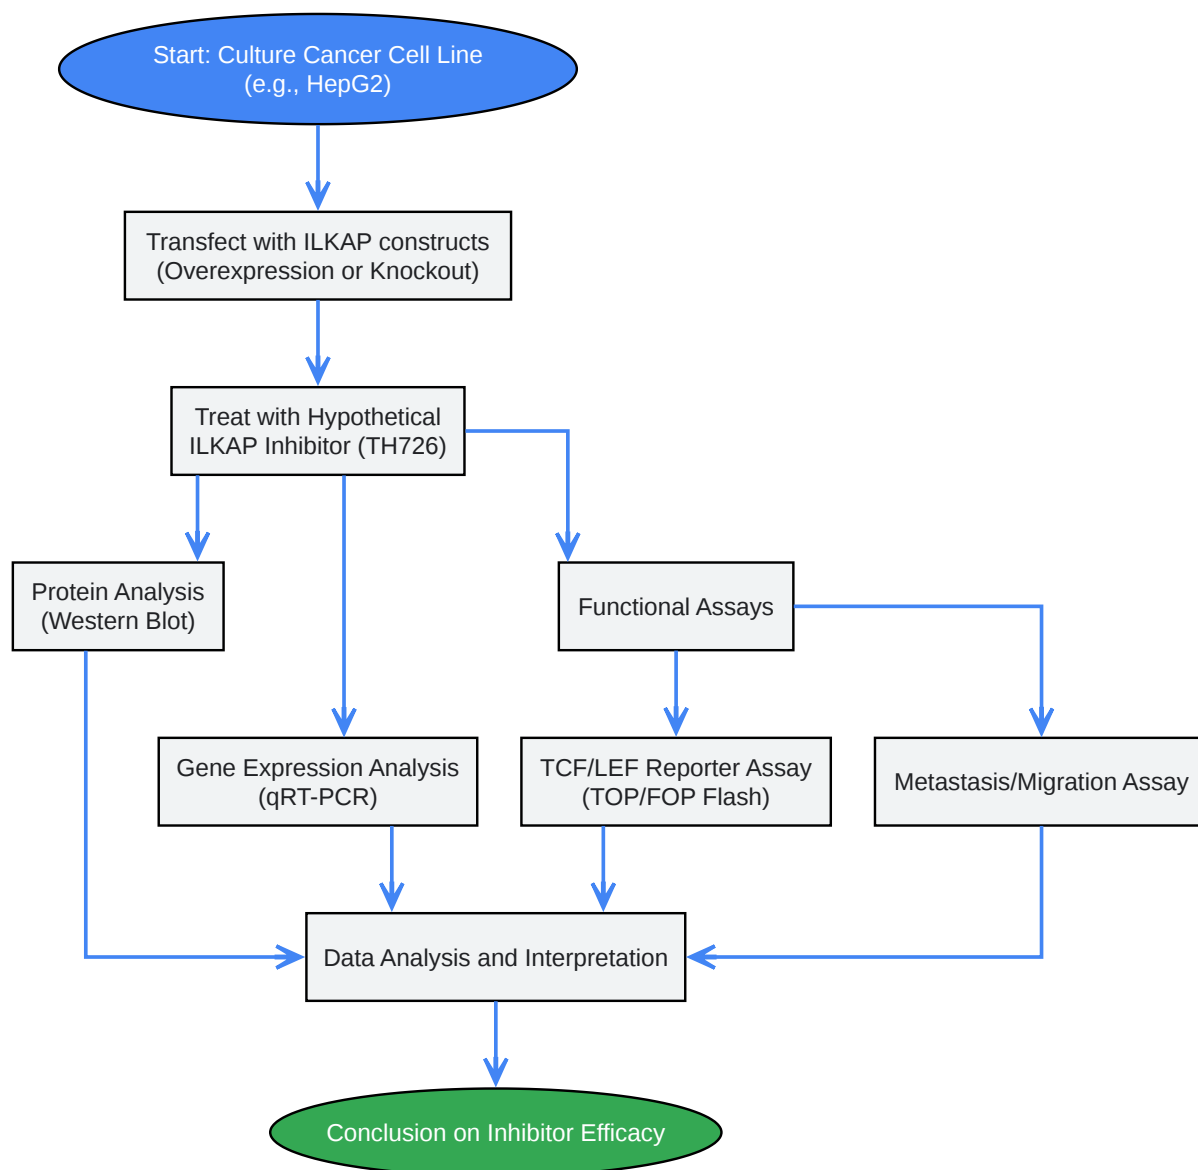 Start: Culture Cancer Cell Line
(e.g., HepG2)
Transfect with ILKAP constructs
(Overexpression or Knockout)
Treat with Hypothetical
ILKAP Inhibitor (TH726)
Protein Analysis
(Western Blot)
Functional Assays
Gene Expression Analysis
(qRT-PCR)
TCF/LEF Reporter Assay
(TOP/FOP Flash)
Metastasis/Migration Assay
Data Analysis and Interpretation
Conclusion on Inhibitor Efficacy